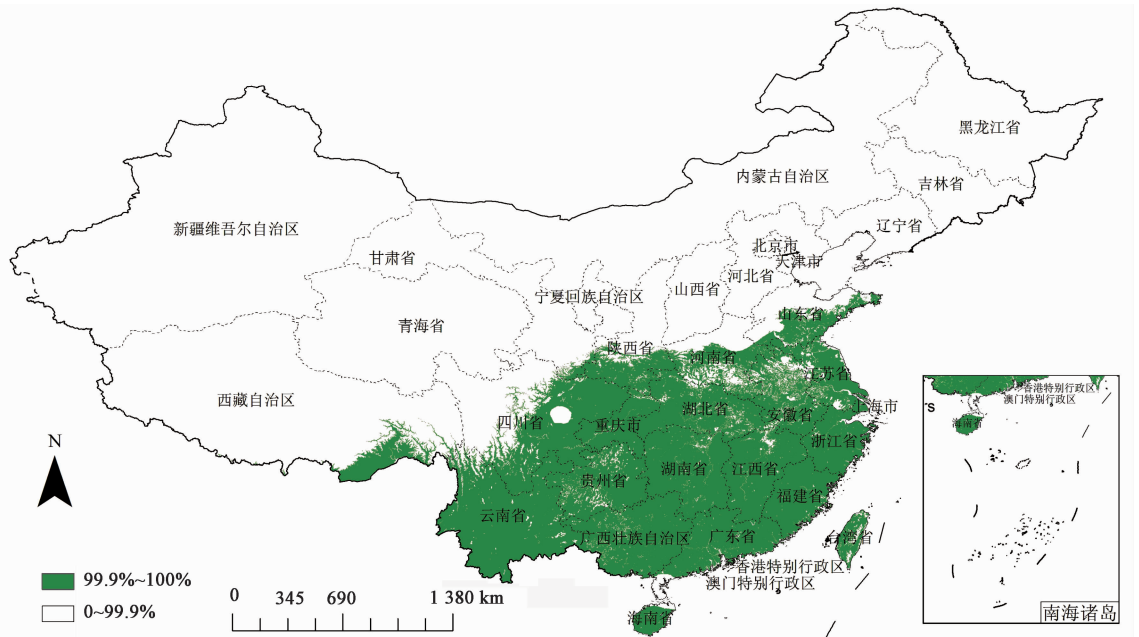 黑龙江省
内蒙古自治区
吉林省
新疆维吾尔自治区
辽宁省
北京市
甘肃省
天津市
河北省
宁夏回族自治区
山西省
青海省
山东省
陕西省
河南省
江苏省
西藏自治区
四川省
重庆市
湖北省
安徽省
上海市
浙江省
贵州省
湖南省
江西省
福建省
云南省
广西壮族自治区
广东省
台湾省
香港特别行政区
澳门特别行政区
海南省
N
99.9%~100%
0~99.9%
0 345 690 1 380 km
香港特别行政区
澳门特别行政区
rs
海南省
南海诸岛